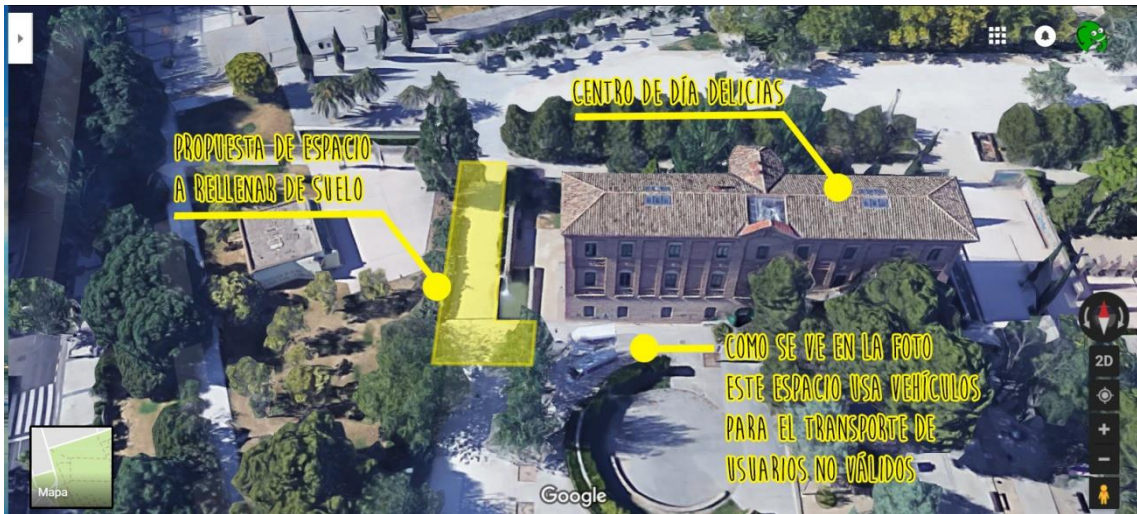 CENTRO DE DÍA DELICIAS
PROPUESTA DE ESPACIO
A RELLENAR DE SUELO
COMO SE VE EN LA FOTO
ESTE ESPACIO USA VEHÍCULOS
PARA EL TRANSPORTE DE
USUARIOS NO VÁLIDOS
2D
Mapa
Google